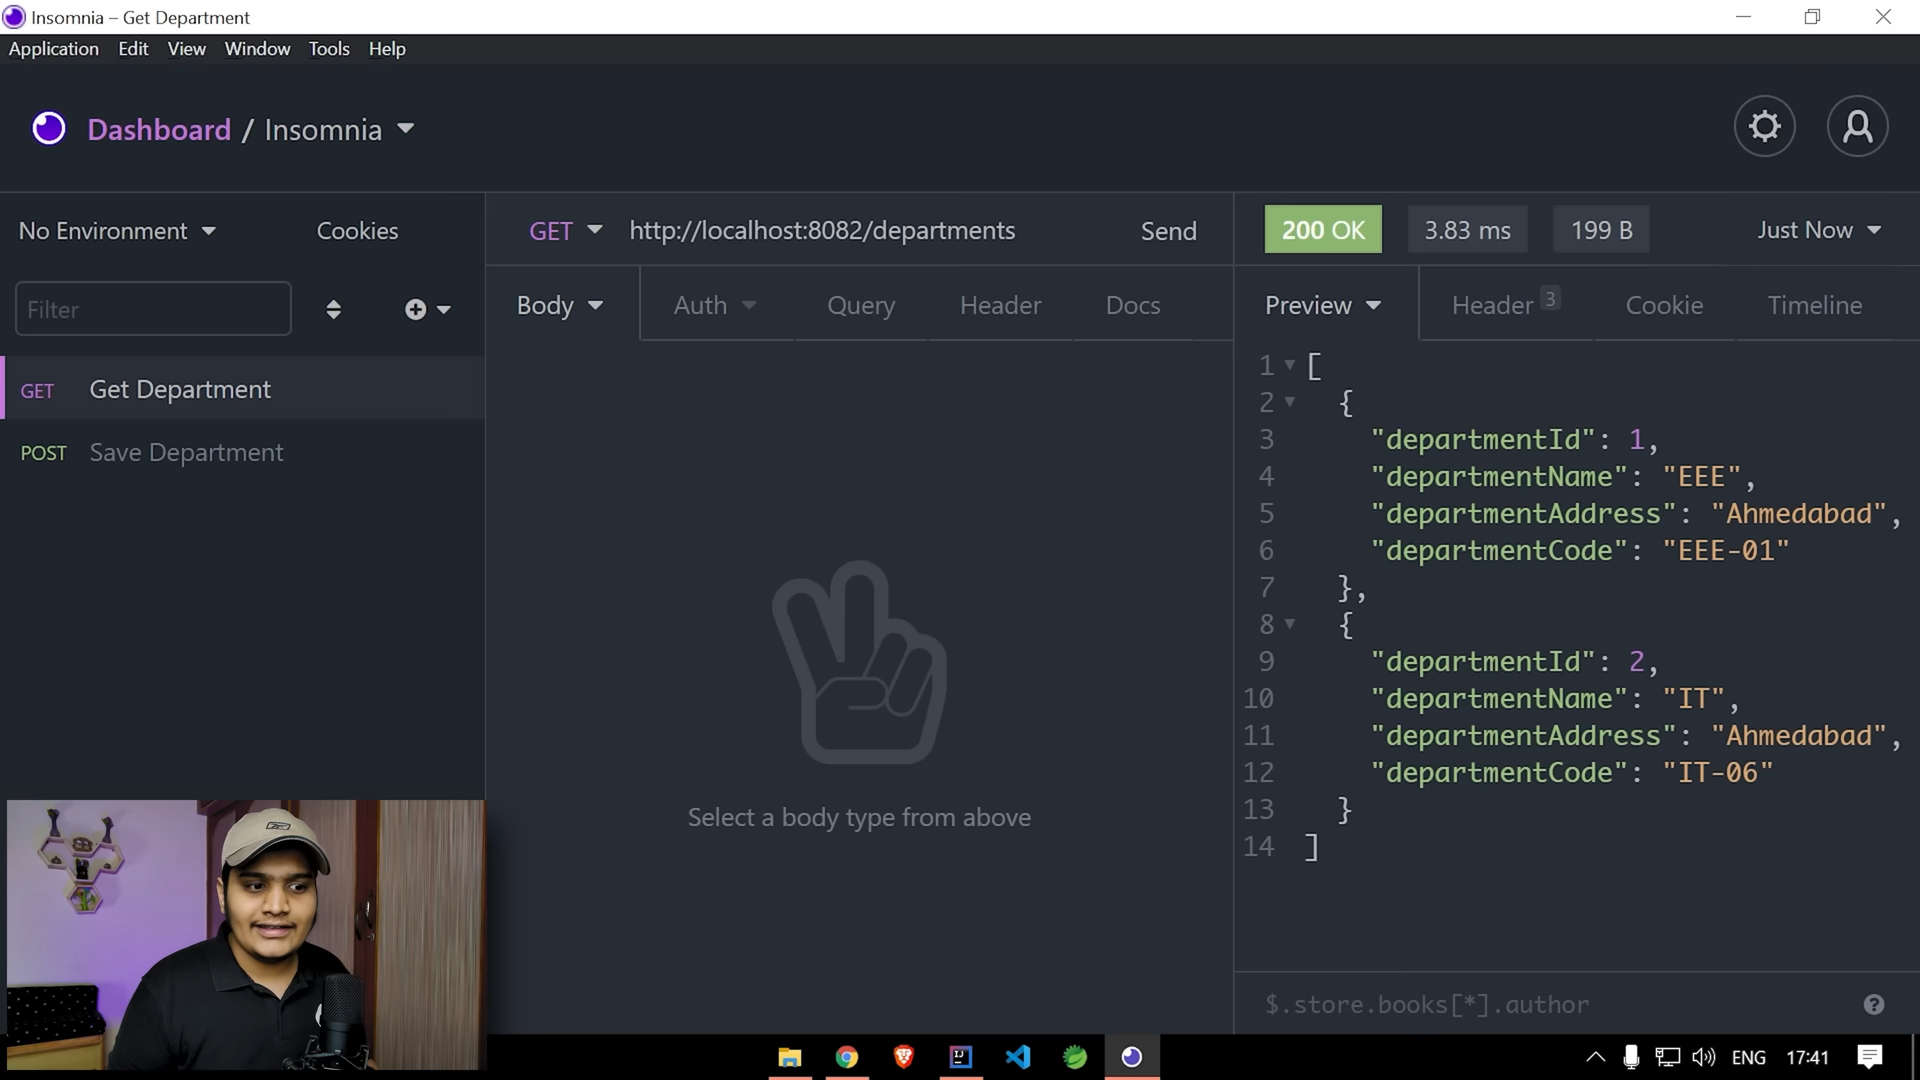 Insomnia – Get Department
Application Edit View Window Tools Help
Dashboard / Insomnia
No Environment Cookies
GET http://localhost:8082/departments Send
200 OK 3.83 ms 199 B Just Now
Filter
Body Auth Query Header Docs
Preview Header 3 Cookie Timeline
GET Get Department
POST Save Department
Select a body type from above
1 [
2 {
3 "departmentId": 1,
4 "departmentName": "EEE",
5 "departmentAddress": "Ahmedabad",
6 "departmentCode": "EEE-01"
7 },
8 {
9 "departmentId": 2,
10 "departmentName": "IT",
11 "departmentAddress": "Ahmedabad",
12 "departmentCode": "IT-06"
13 }
14 ]
$.store.books[*].author
ENG 17:41